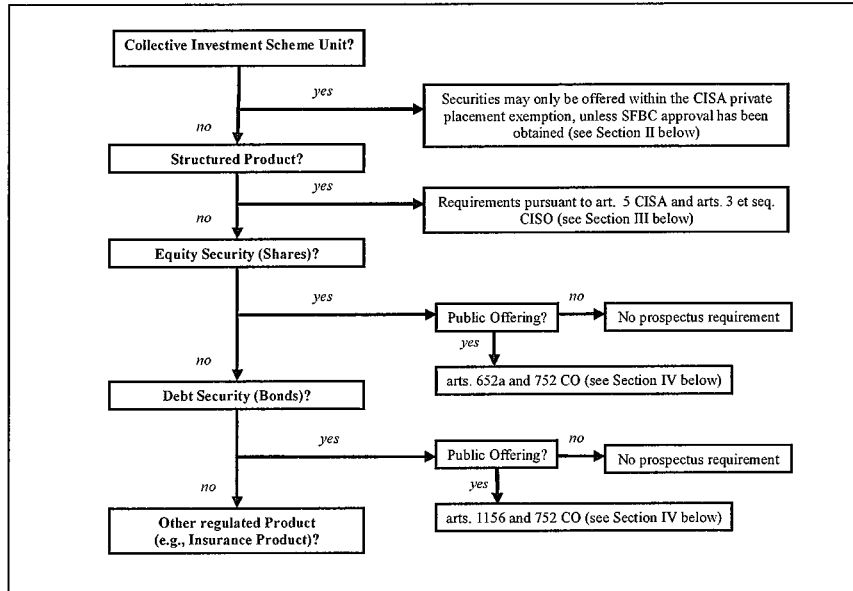 Collective Investment Scheme Unit?
yes
Securities may only be offered within the CISA private
placement exemption, unless SFBC approval has been
obtained (see Section II below)
no
Structured Product?
yes
Requirements pursuant to art. 5 CISA and arts. 3 et seq.
CISO (see Section III below)
no
Equity Security (Shares)?
yes
Public Offering?
no
No prospectus requirement
yes
arts. 652a and 752 CO (see Section IV below)
no
Debt Security (Bonds)?
yes
Public Offering?
no
No prospectus requirement
yes
arts. 1156 and 752 CO (see Section IV below)
no
Other regulated Product
(e.g., Insurance Product)?